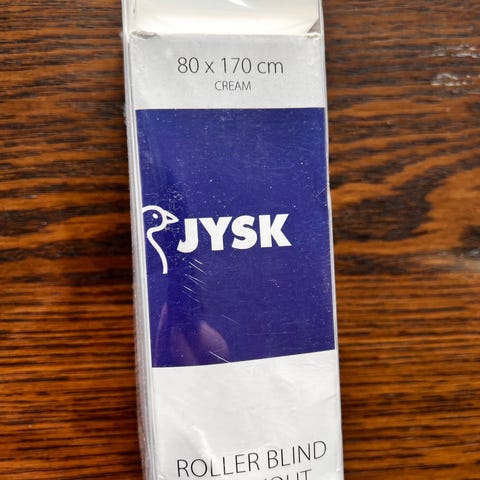 80 x 170 cm
CREAM
JYSK
ROLLER BLIND